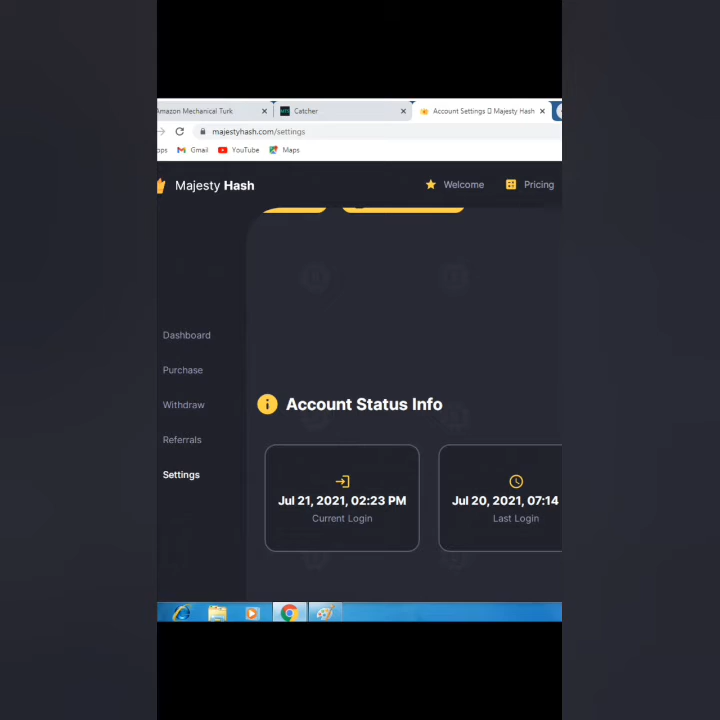 Amazon Mechanical Turk
Catcher
Account Settings Majesty Hash
majestyhash.com/settings
Gmail YouTube Maps
Majesty Hash Welcome Pricing
Dashboard
Purchase
Withdraw
Referrals
Settings
Account Status Info
Jul 21, 2021, 02:23 PM
Current Login
Jul 20, 2021, 07:14
Last Login